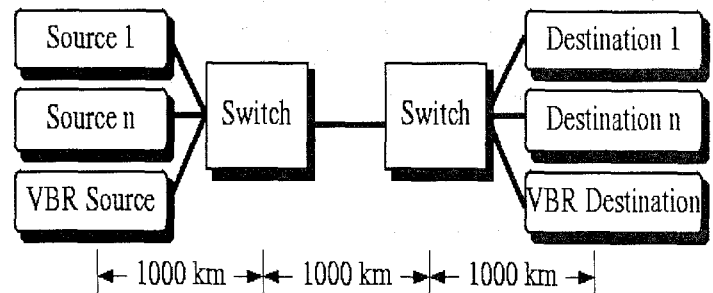 Source 1
Source n
VBR Source
Switch
Switch
Destination 1
Destination n
VBR Destination
1000 km
1000 km
1000 km